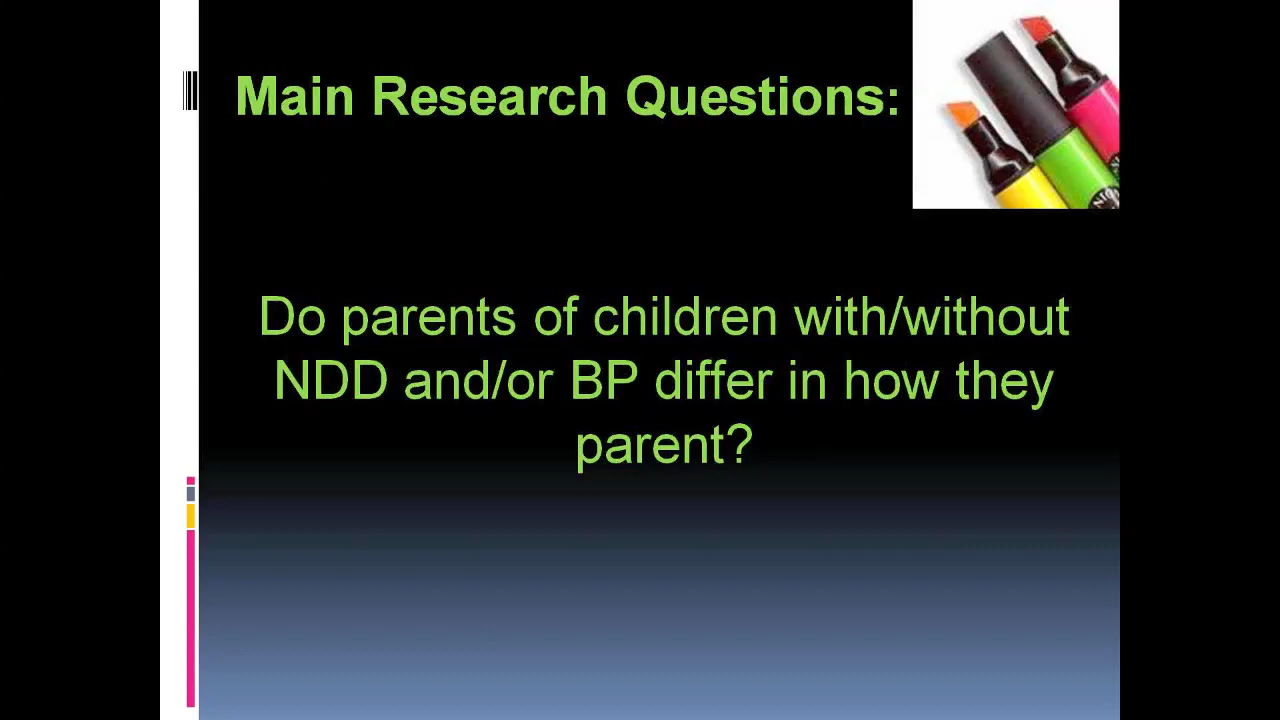 Main Research Questions:
Do parents of children with/without
NDD and/or BP differ in how they
parent?